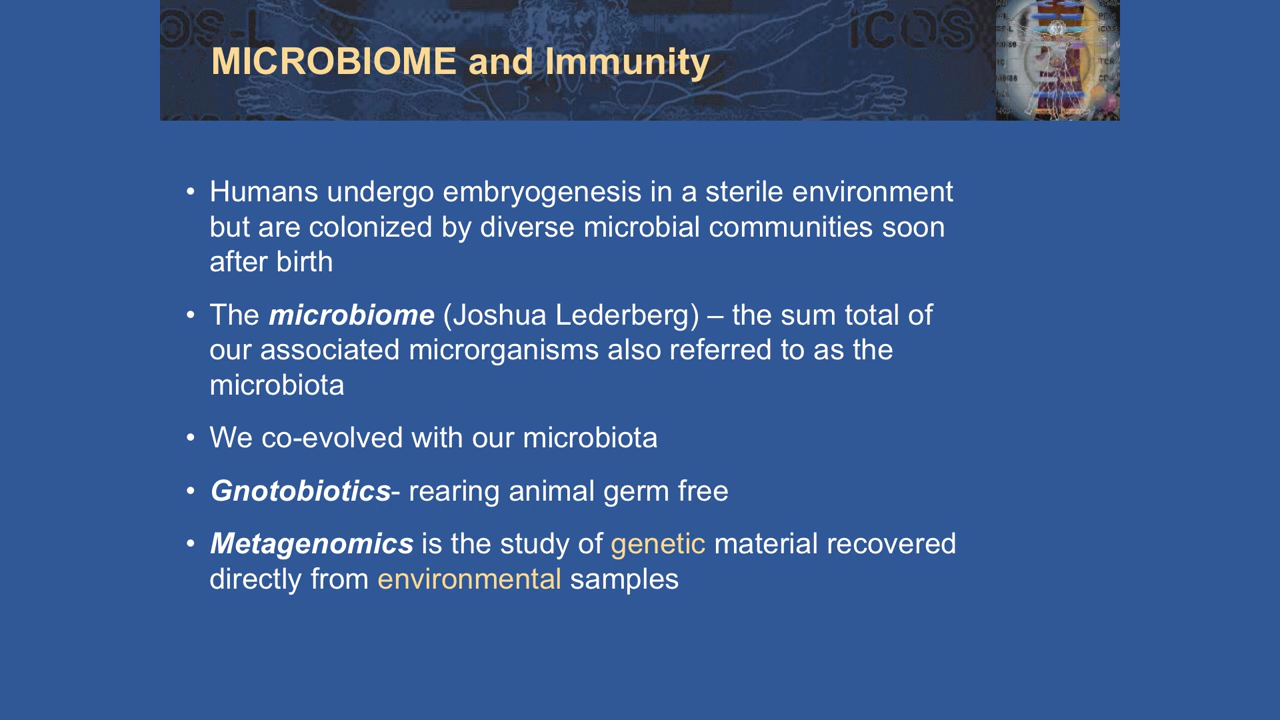 OS-L
ICOS
MICROBIOME and Immunity
• Humans undergo embryogenesis in a sterile environment
but are colonized by diverse microbial communities soon
after birth
• The microbiome (Joshua Lederberg) – the sum total of
our associated microrganisms also referred to as the
microbiota
• We co-evolved with our microbiota
• Gnotobiotics- rearing animal germ free
• Metagenomics is the study of genetic material recovered
directly from environmental samples